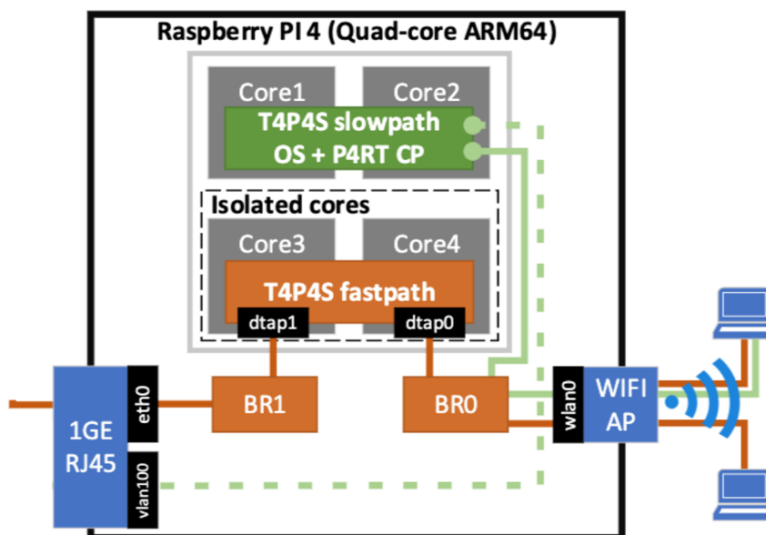 Raspberry PI 4 (Quad-core ARM64)
Core1
Core2
T4P4S slowpath
OS + P4RT CP
Isolated cores
Core3
Core4
T4P4S fastpath
dtap1
dtap0
eth0
BR1
BR0
wlan0
WIFI
AP
1GE
RJ45
vlan100